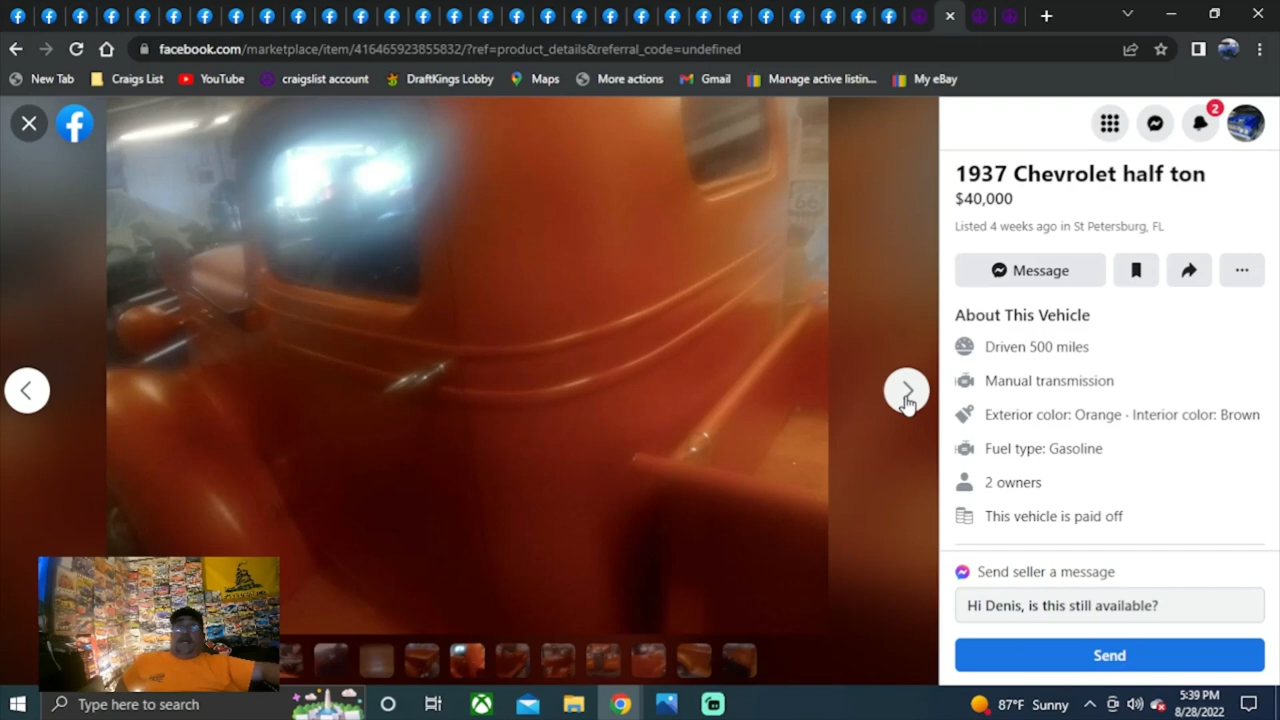 facebook.com/marketplace/item/416465923855832/?ref=product_details&referral_code=undefined
New Tab Craigs List YouTube craigslist account DraftKings Lobby Maps More actions Gmail Manage active listin... My eBay
2
1937 Chevrolet half ton
$40,000
Listed 4 weeks ago in St Petersburg, FL
Message
About This Vehicle
Driven 500 miles
Manual transmission
Exterior color: Orange · Interior color: Brown
Fuel type: Gasoline
2 owners
This vehicle is paid off
Send seller a message
Hi Denis, is this still available?
Send
66
Type here to search
87°F Sunny
5:39 PM
8/28/2022